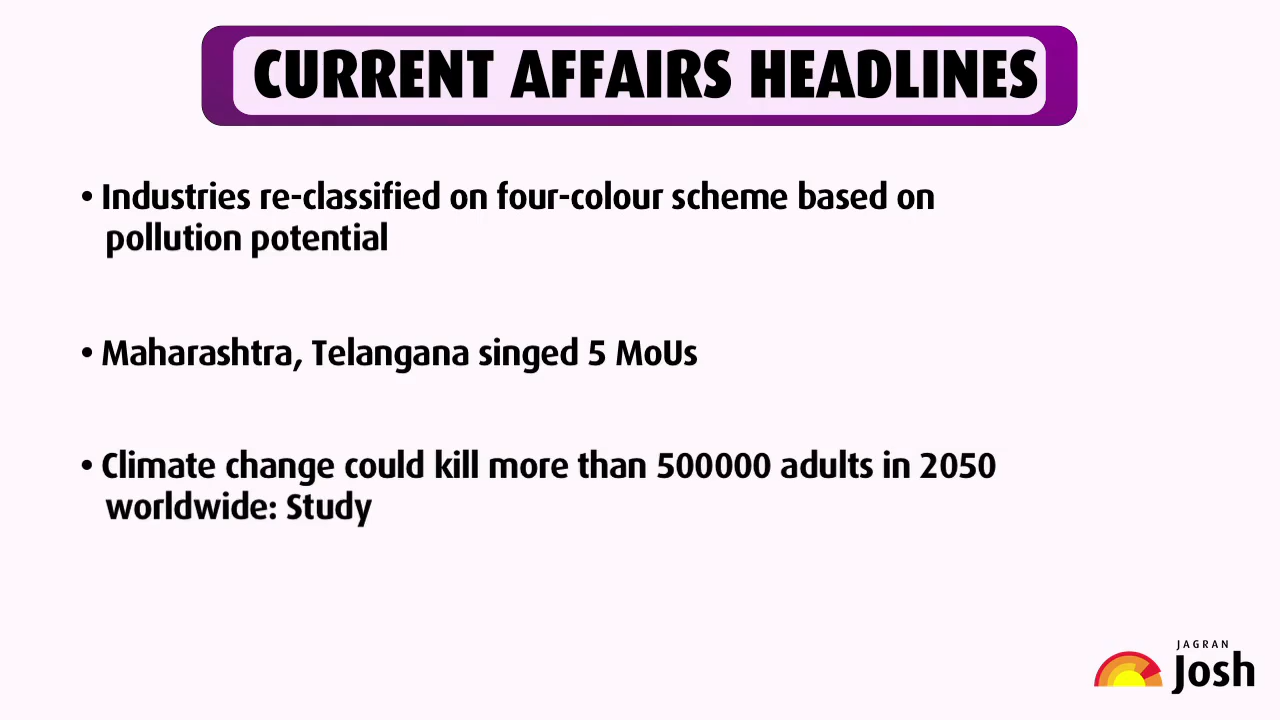 CURRENT AFFAIRS HEADLINES
• Industries re-classified on four-colour scheme based on
pollution potential
• Maharashtra, Telangana singed 5 MoUs
• Climate change could kill more than 500000 adults in 2050
worldwide: Study
JAGRAN
Josh